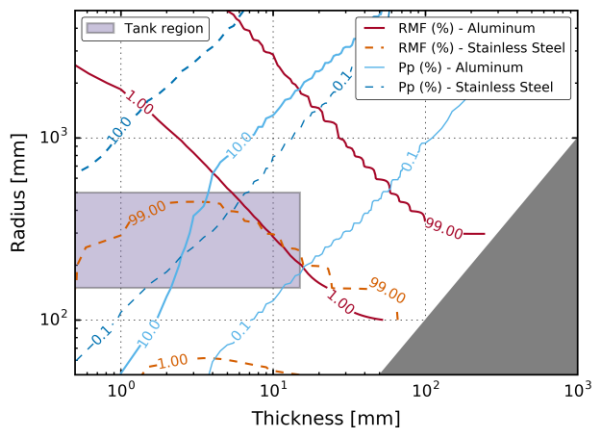 Tank region
RMF (%) - Aluminum
RMF (%) - Stainless Steel
Pp (%) - Aluminum
Pp (%) - Stainless Steel
1.00
10.0
10.0
-0.1
0.1
10³
99.00
99.00
99.00
1.00
10²
-0.1
10.0
0.1
-1.00
10⁰
10¹
10²
10³
Radius [mm]
Thickness [mm]